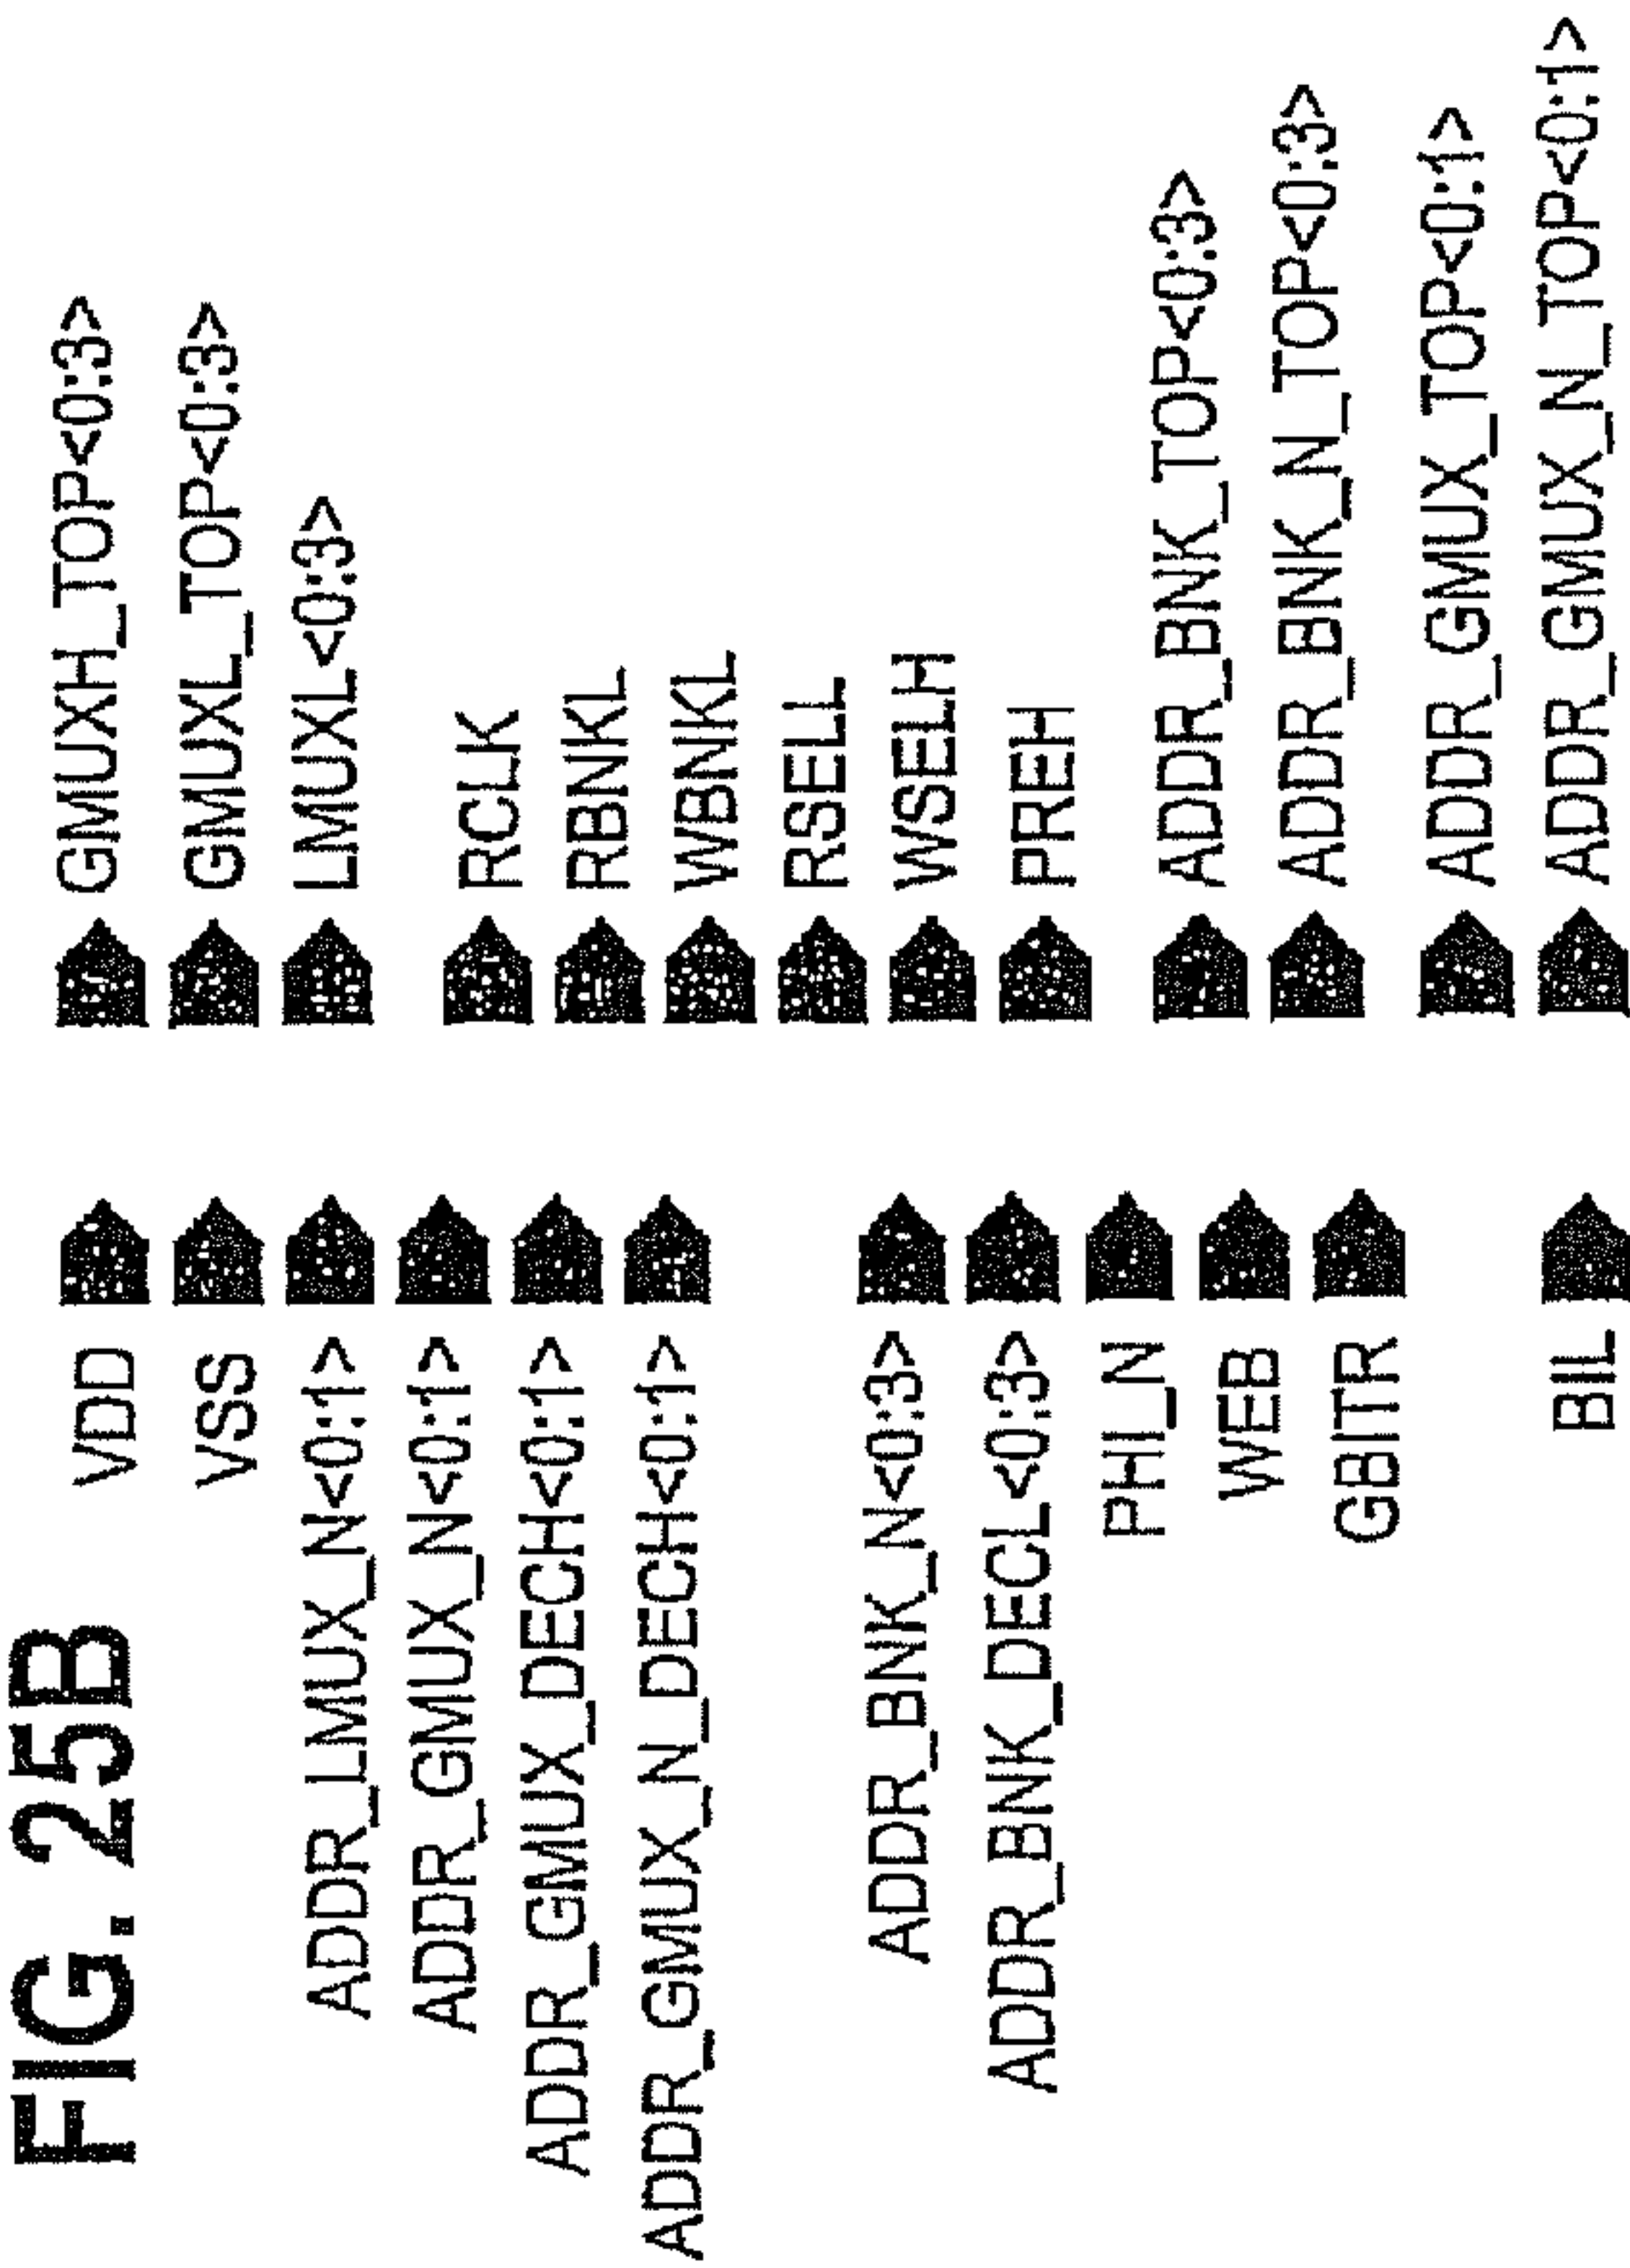 FIG. 25B
VDD
VSS
ADDR_LMUX_N<0:1>
ADDR_GMUX_N<0:1>
ADDR_GMUX_DECH<0:1>
ADDR_GMUX_N_DECH<0:1>
ADDR_BNK_N<0:3>
ADDR_BNK_DECL<0:3>
PHI_N
WEB
GBITR
BIL
GMUXH_TOP<0:3>
GMUXL_TOP<0:3>
LMUXL<0:3>
RCLK
RBNKL
WBNKL
RSELL
WSELH
PREH
ADDR_BNK_TOP<0:3>
ADDR_BNK_N_TOP<0:3>
ADDR_GMUX_TOP<0:1>
ADDR_GMUX_N_TOP<0:1>